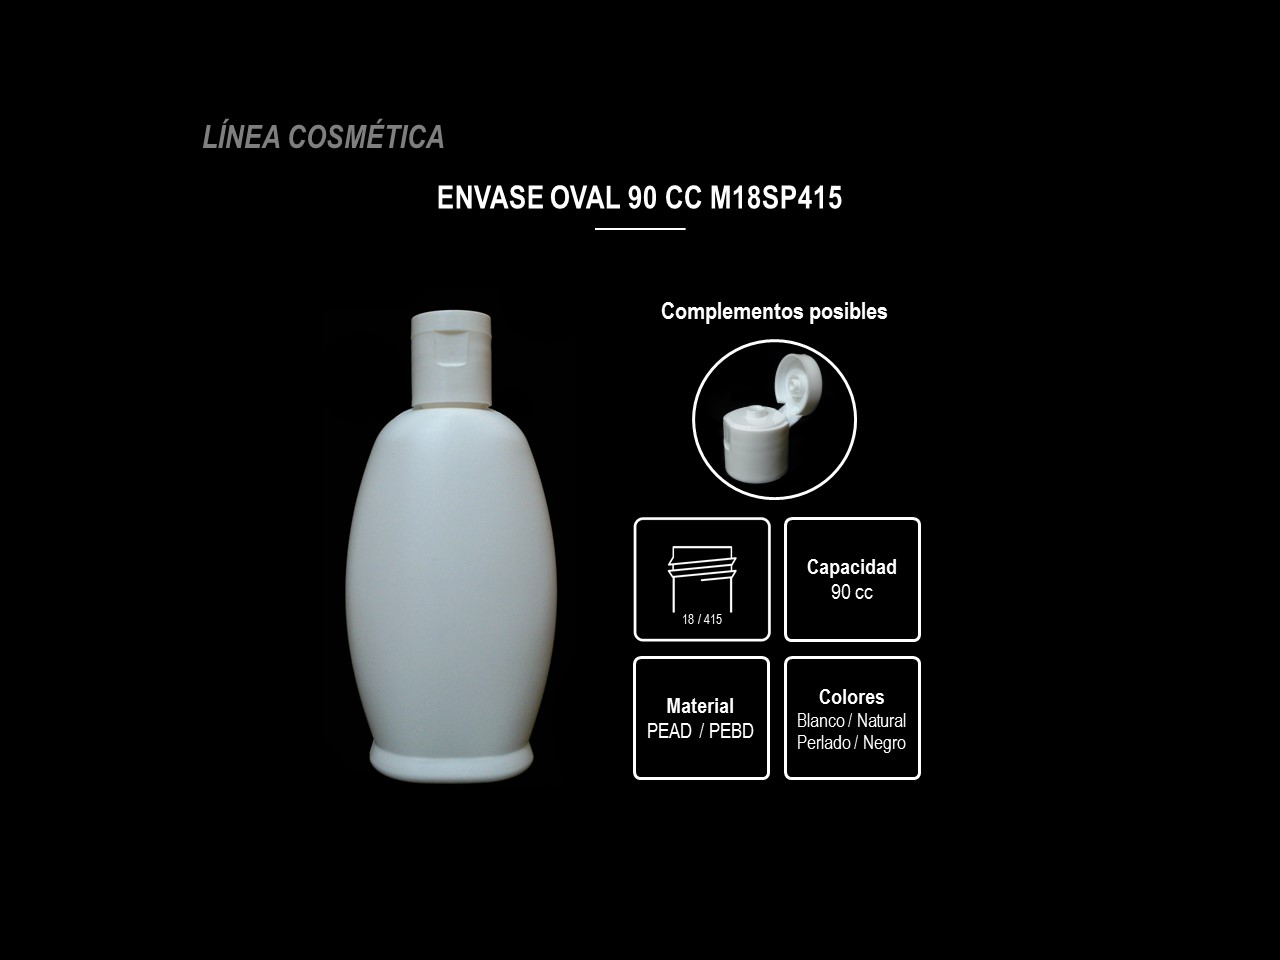 LÍNEA COSMÉTICA
ENVASE OVAL 90 CC M18SP415
Complementos posibles
18 / 415
Capacidad
90 cc
Material
PEAD / PEBD
Colores
Blanco / Natural
Perlado / Negro